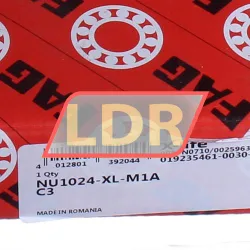 FAG
FAG
LDR
N0710/0025963
019235461-0030-
4 012801 392044
1 Qty
NU1024-XL-M1A
C3
MADE IN ROMANIA